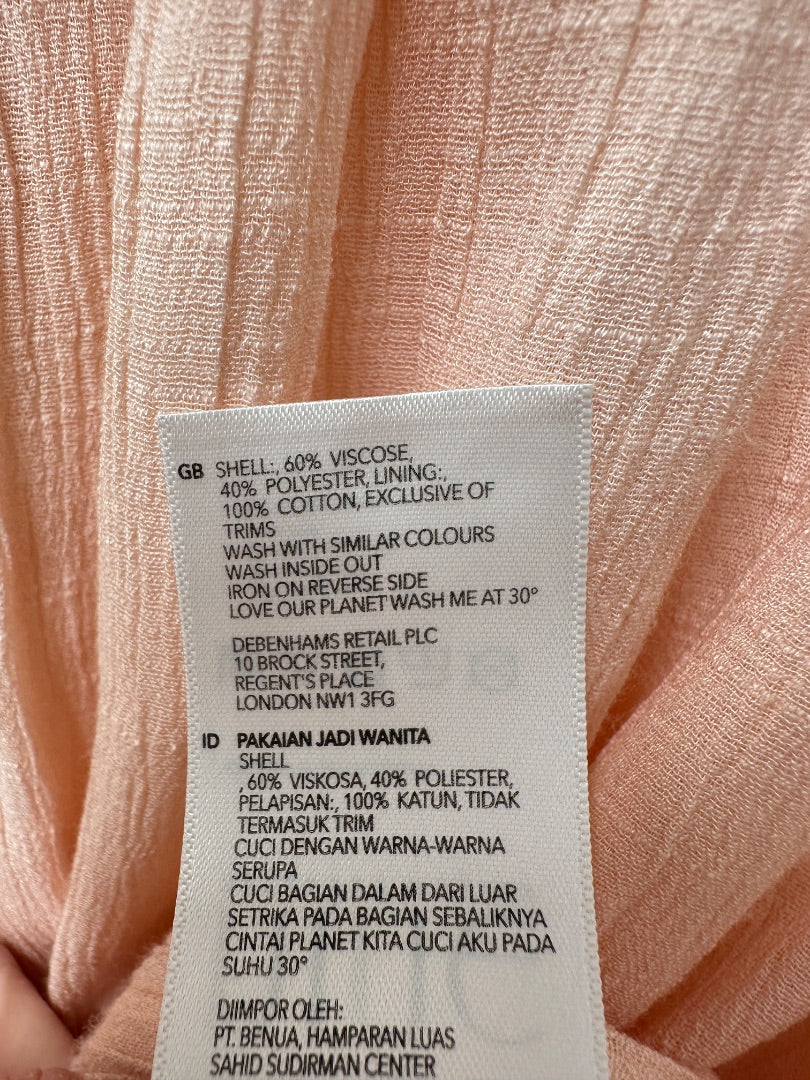 GB SHELL:, 60% VISCOSE,
40% POLYESTER, LINING:,
100% COTTON, EXCLUSIVE OF
TRIMS
WASH WITH SIMILAR COLOURS
WASH INSIDE OUT
IRON ON REVERSE SIDE
LOVE OUR PLANET WASH ME AT 30°
DEBENHAMS RETAIL PLC
10 BROCK STREET,
REGENT'S PLACE
LONDON NW1 3FG
ID PAKAIAN JADI WANITA
SHELL
, 60% VISKOSA, 40% POLIESTER,
PELAPISAN:, 100% KATUN, TIDAK
TERMASUK TRIM
CUCI DENGAN WARNA-WARNA
SERUPA
CUCI BAGIAN DALAM DARI LUAR
SETRIKA PADA BAGIAN SEBALIKNYA
CINTAI PLANET KITA CUCI AKU PADA
SUHU 30°
DIIMPOR OLEH:
PT. BENUA, HAMPARAN LUAS
SAHID SUDIRMAN CENTER